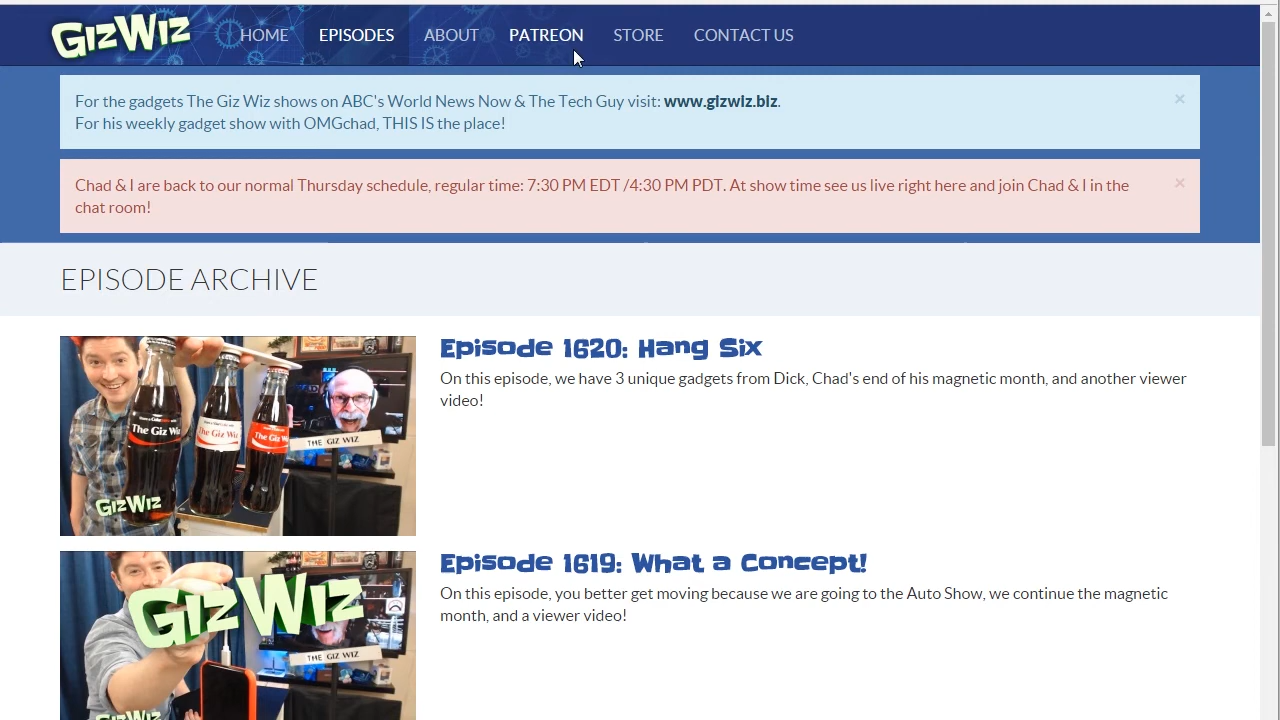 GizWiz
HOME EPISODES ABOUT PATREON STORE CONTACT US
For the gadgets The Giz Wiz shows on ABC's World News Now & The Tech Guy visit: www.gizwiz.biz.
×
For his weekly gadget show with OMGchad, THIS IS the place!
Chad & I are back to our normal Thursday schedule, regular time: 7:30 PM EDT /4:30 PM PDT. At show time see us live right here and join Chad & I in the
×
chat room!
EPISODE ARCHIVE
Episode 1620: Hang Six
On this episode, we have 3 unique gadgets from Dick, Chad's end of his magnetic month, and another viewer
video!
The Giz Wiz
The Giz Wiz
The Giz Wiz
THE GIZ WIZ
GizWiz
Episode 1619: What a Concept!
On this episode, you better get moving because we are going to the Auto Show, we continue the magnetic
month, and a viewer video!
GizWiz
THE GIZ WIZ
GizWiz